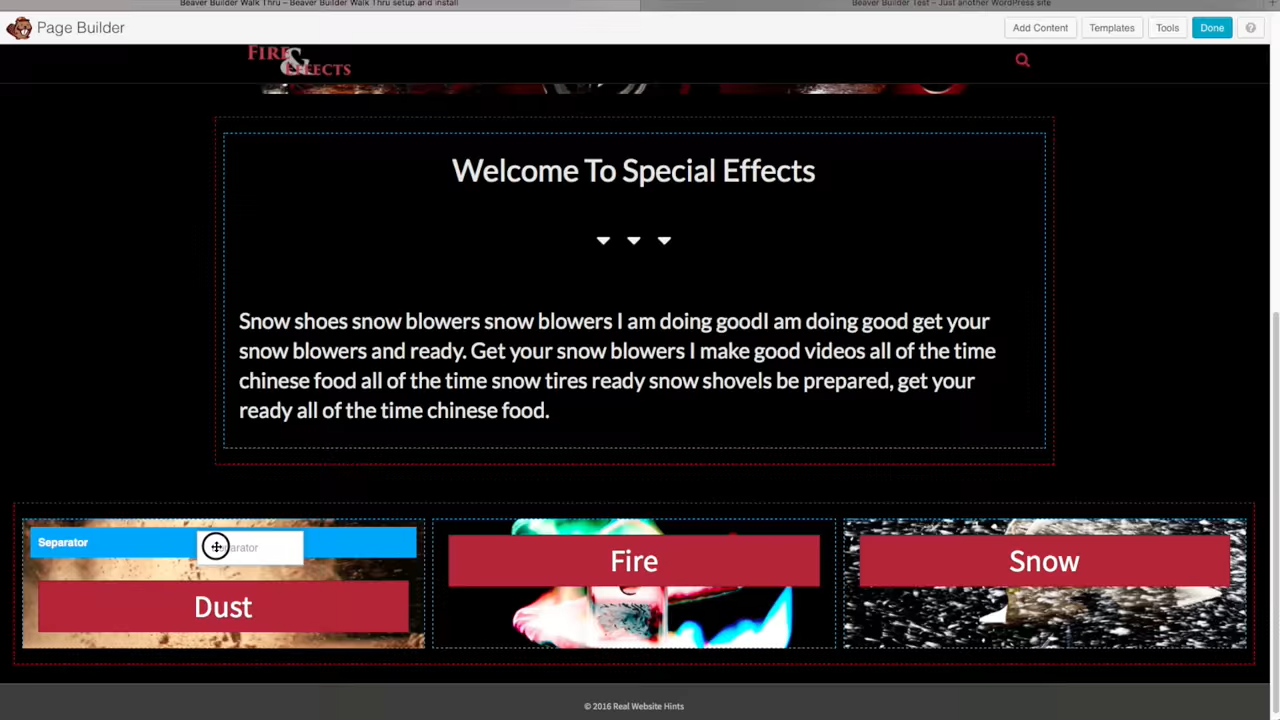 Beaver Builder Walk Thru – Beaver Builder Walk Thru setup and install
Beaver Builder Test – Just another WordPress site
Page Builder
Add Content
Templates
Tools
Done
?
FIRE
&
EFFECTS
Welcome To Special Effects
Snow shoes snow blowers snow blowers I am doing goodI am doing good get your
snow blowers and ready. Get your snow blowers I make good videos all of the time
chinese food all of the time snow tires ready snow shovels be prepared, get your
ready all of the time chinese food.
Separator
Dust
Fire
Snow
© 2016 Real Website Hints